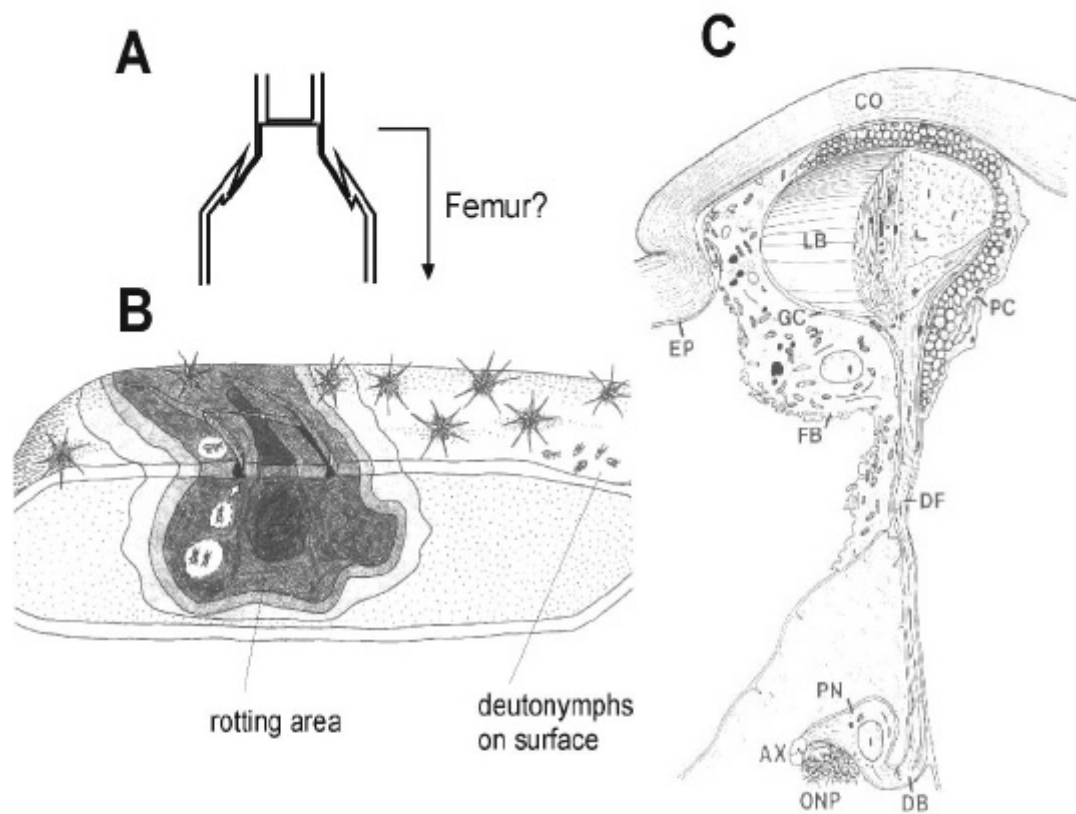 A
Femur?
B
rotting area
deutonymphs
on surface
C
CO
LB
PC
GC
EP
FB
DF
PN
AX
ONP
DB